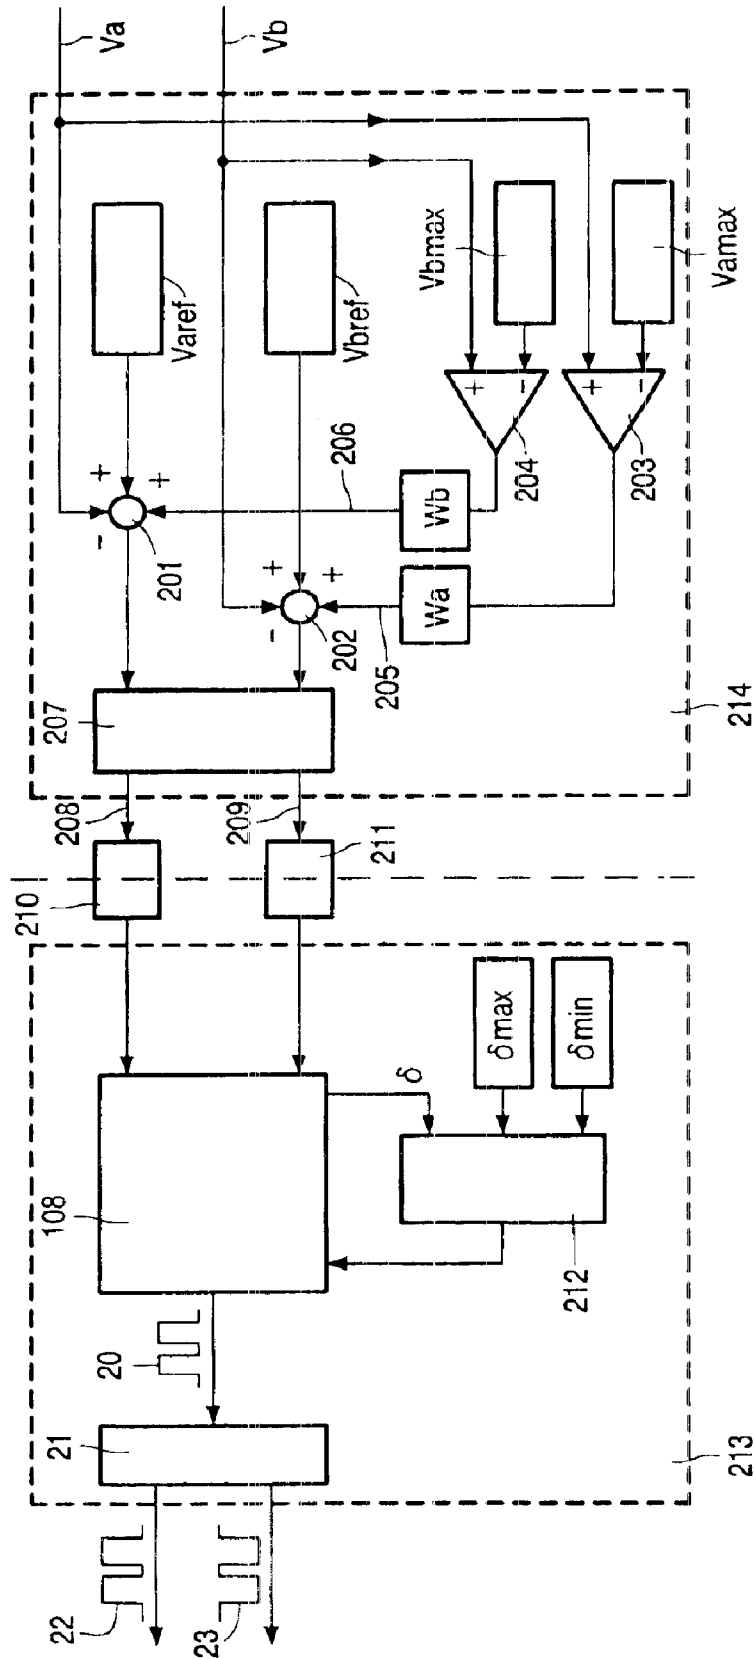 Va
Vb
Varef
Vbref
Vbmax
Vamax
+
-
+
-
204
203
206
Wb
Wa
205
+
+
-
201
+
+
-
202
207
214
208
209
210
211
108
δ
δmax
δmin
212
20
21
213
22
23